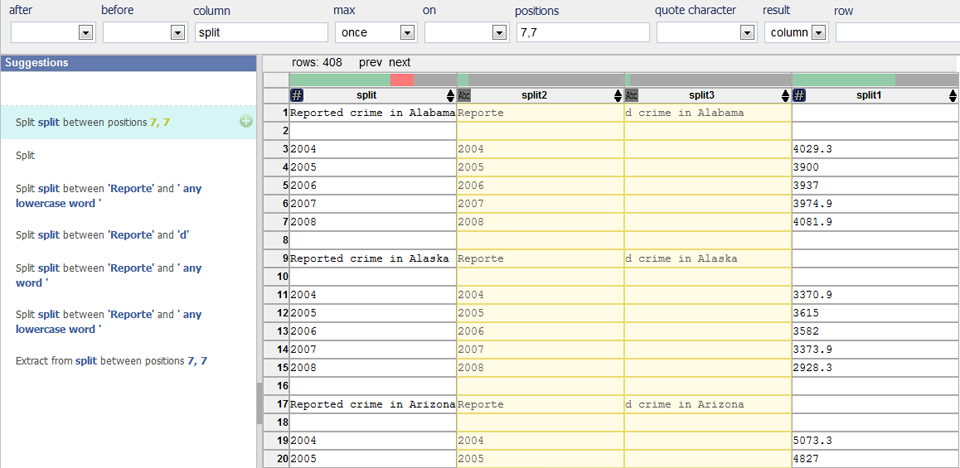 after before column max on positions quote character result row
split once 7,7 column
Suggestions
rows: 408 prev next
Split split between positions 7, 7
Split
Split split between 'Reporte' and ' any
lowercase word '
Split split between 'Reporte' and 'd'
Split split between 'Reporte' and ' any
word '
Split split between 'Reporte' and ' any
lowercase word '
Extract from split between positions 7, 7
# split Abc split2 Abc split3 # split1
1 Reported crime in Alabama Reporte d crime in Alabama
2
3 2004 2004 4029.3
4 2005 2005 3900
5 2006 2006 3937
6 2007 2007 3974.9
7 2008 2008 4081.9
8
9 Reported crime in Alaska Reporte d crime in Alaska
10
11 2004 2004 3370.9
12 2005 2005 3615
13 2006 2006 3582
14 2007 2007 3373.9
15 2008 2008 2928.3
16
17 Reported crime in Arizona Reporte d crime in Arizona
18
19 2004 2004 5073.3
20 2005 2005 4827